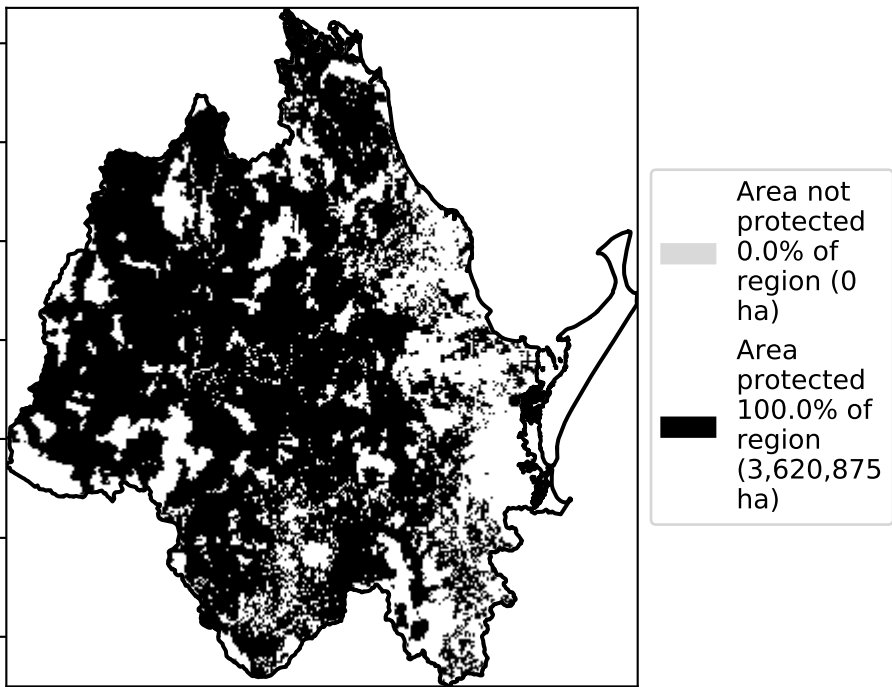 Area not
protected
0.0% of
region (0
ha)
Area
protected
100.0% of
region
(3,620,875
ha)